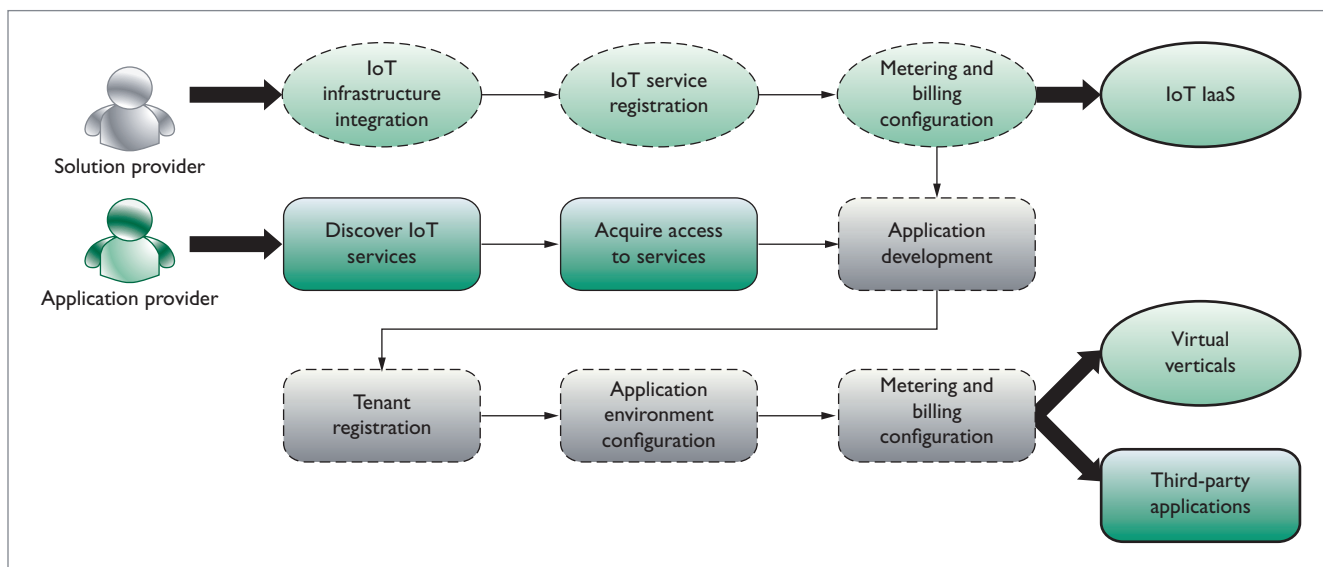 IoT
infrastructure
integration
IoT service
registration
Metering and
billing
configuration
IoT IaaS
Solution provider
Discover IoT
services
Acquire access
to services
Application
development
Application provider
Tenant
registration
Application
environment
configuration
Metering and
billing
configuration
Virtual
verticals
Third-party
applications